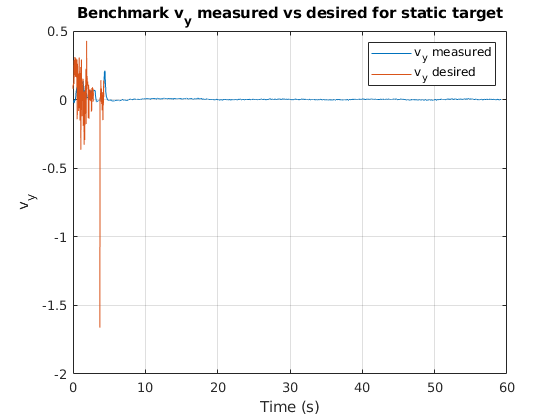 Benchmark v_y measured vs desired for static target
0.5
v_y measured
v_y desired
0
-0.5
v_y
-1
-1.5
-2
0 10 20 30 40 50 60
Time (s)